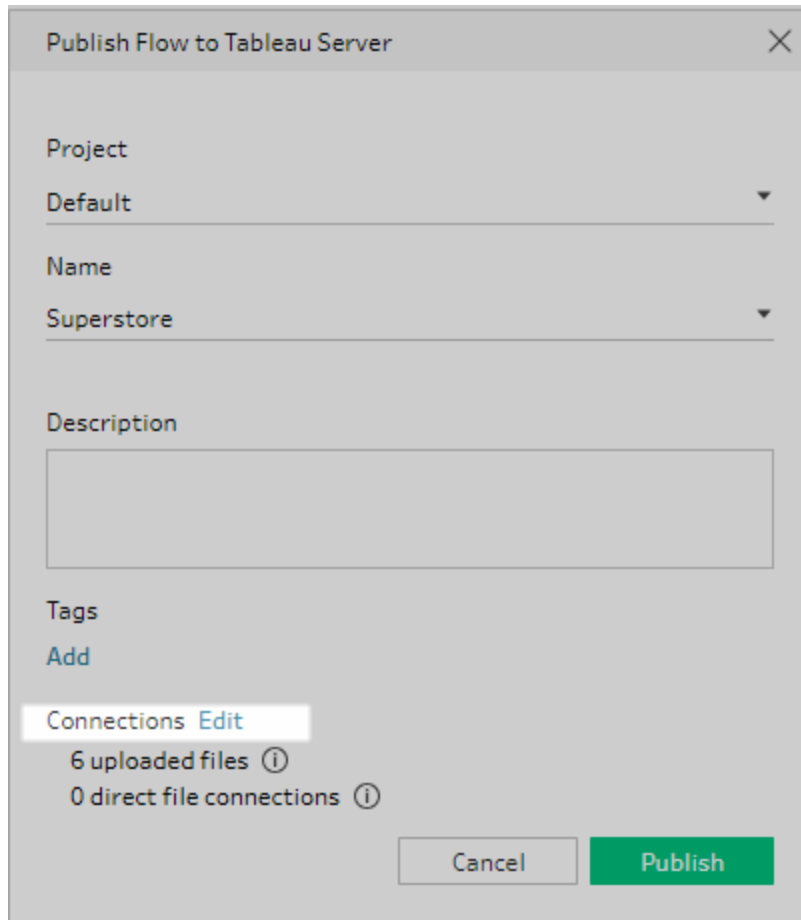 Publish Flow to Tableau Server
Project
Default
Name
Superstore
Description
Tags
Add
Connections Edit
6 uploaded files
0 direct file connections
Cancel Publish